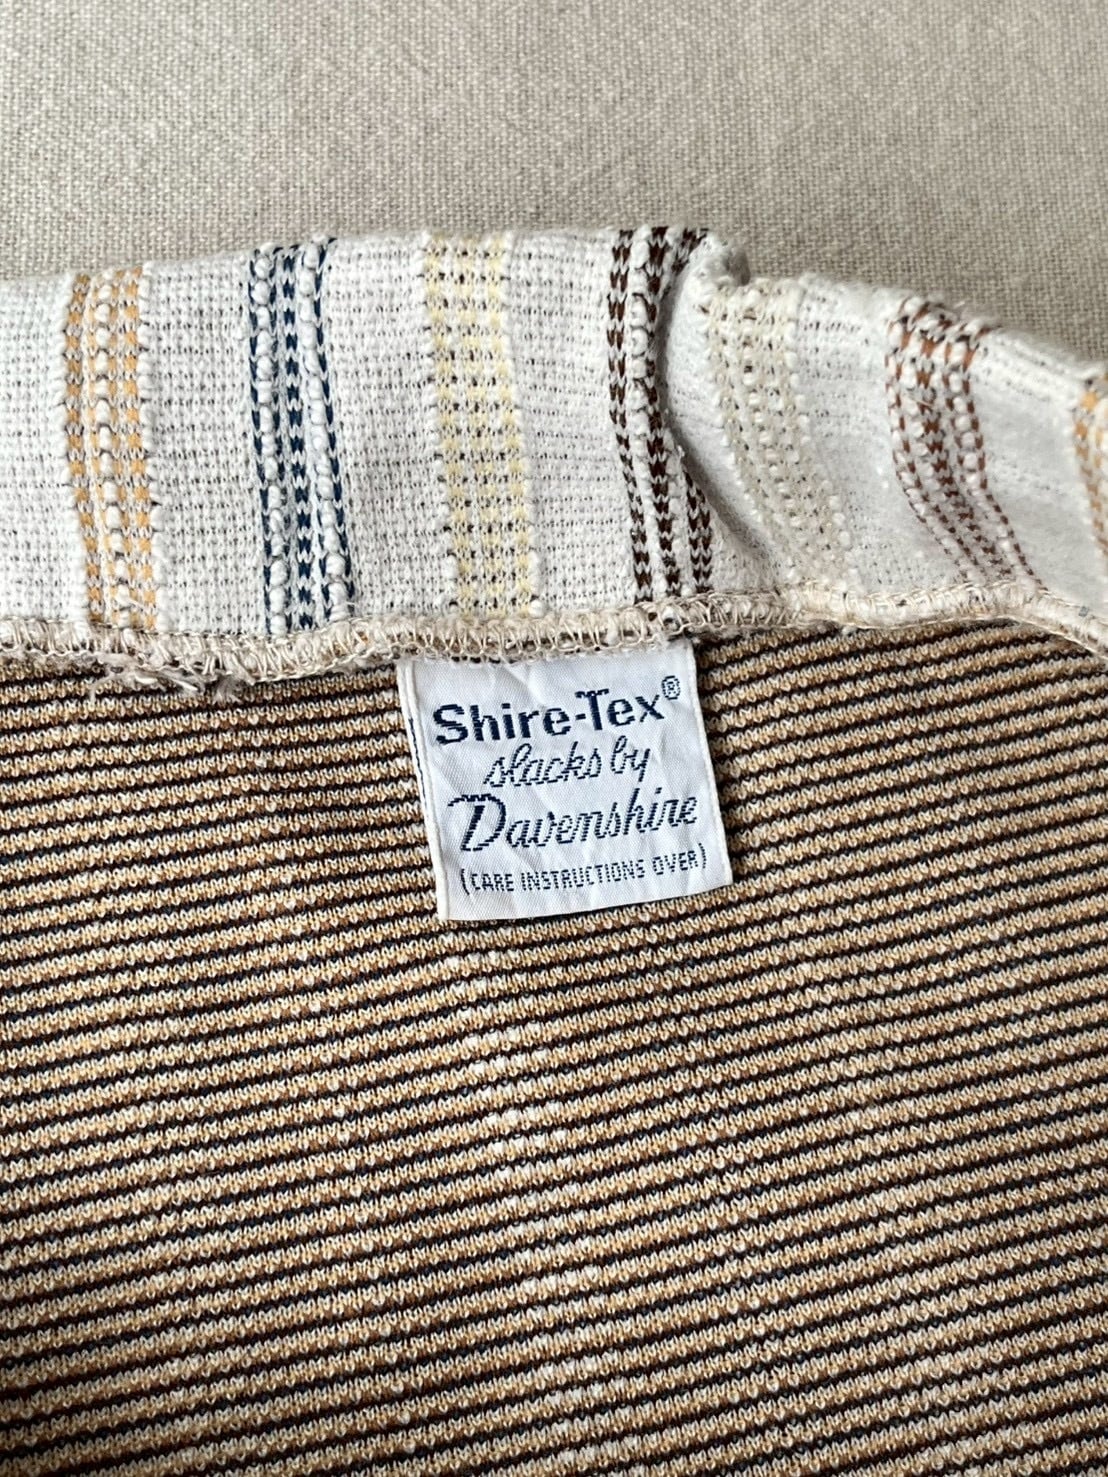 Shire-Tex®
slacks by
Davenshire
(CARE INSTRUCTIONS OVER)